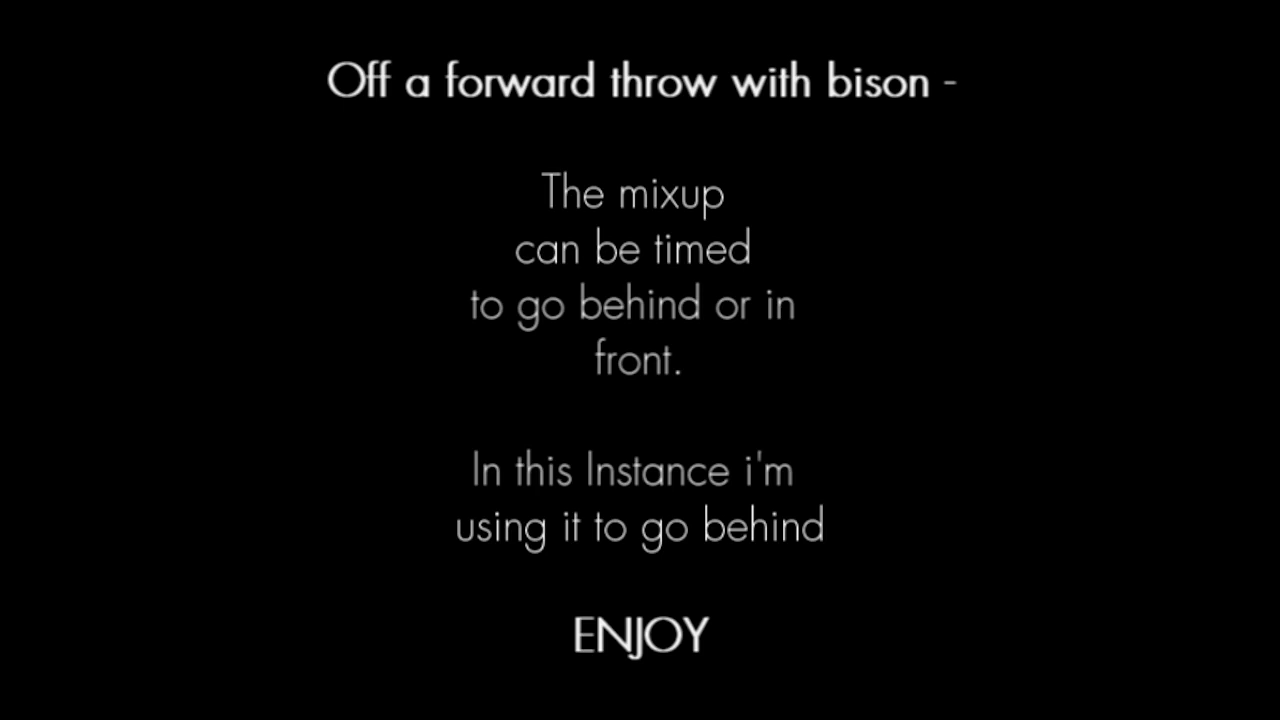 Off a forward throw with bison -
The mixup
can be timed
to go behind or in
front.
In this Instance i'm
using it to go behind
ENJOY